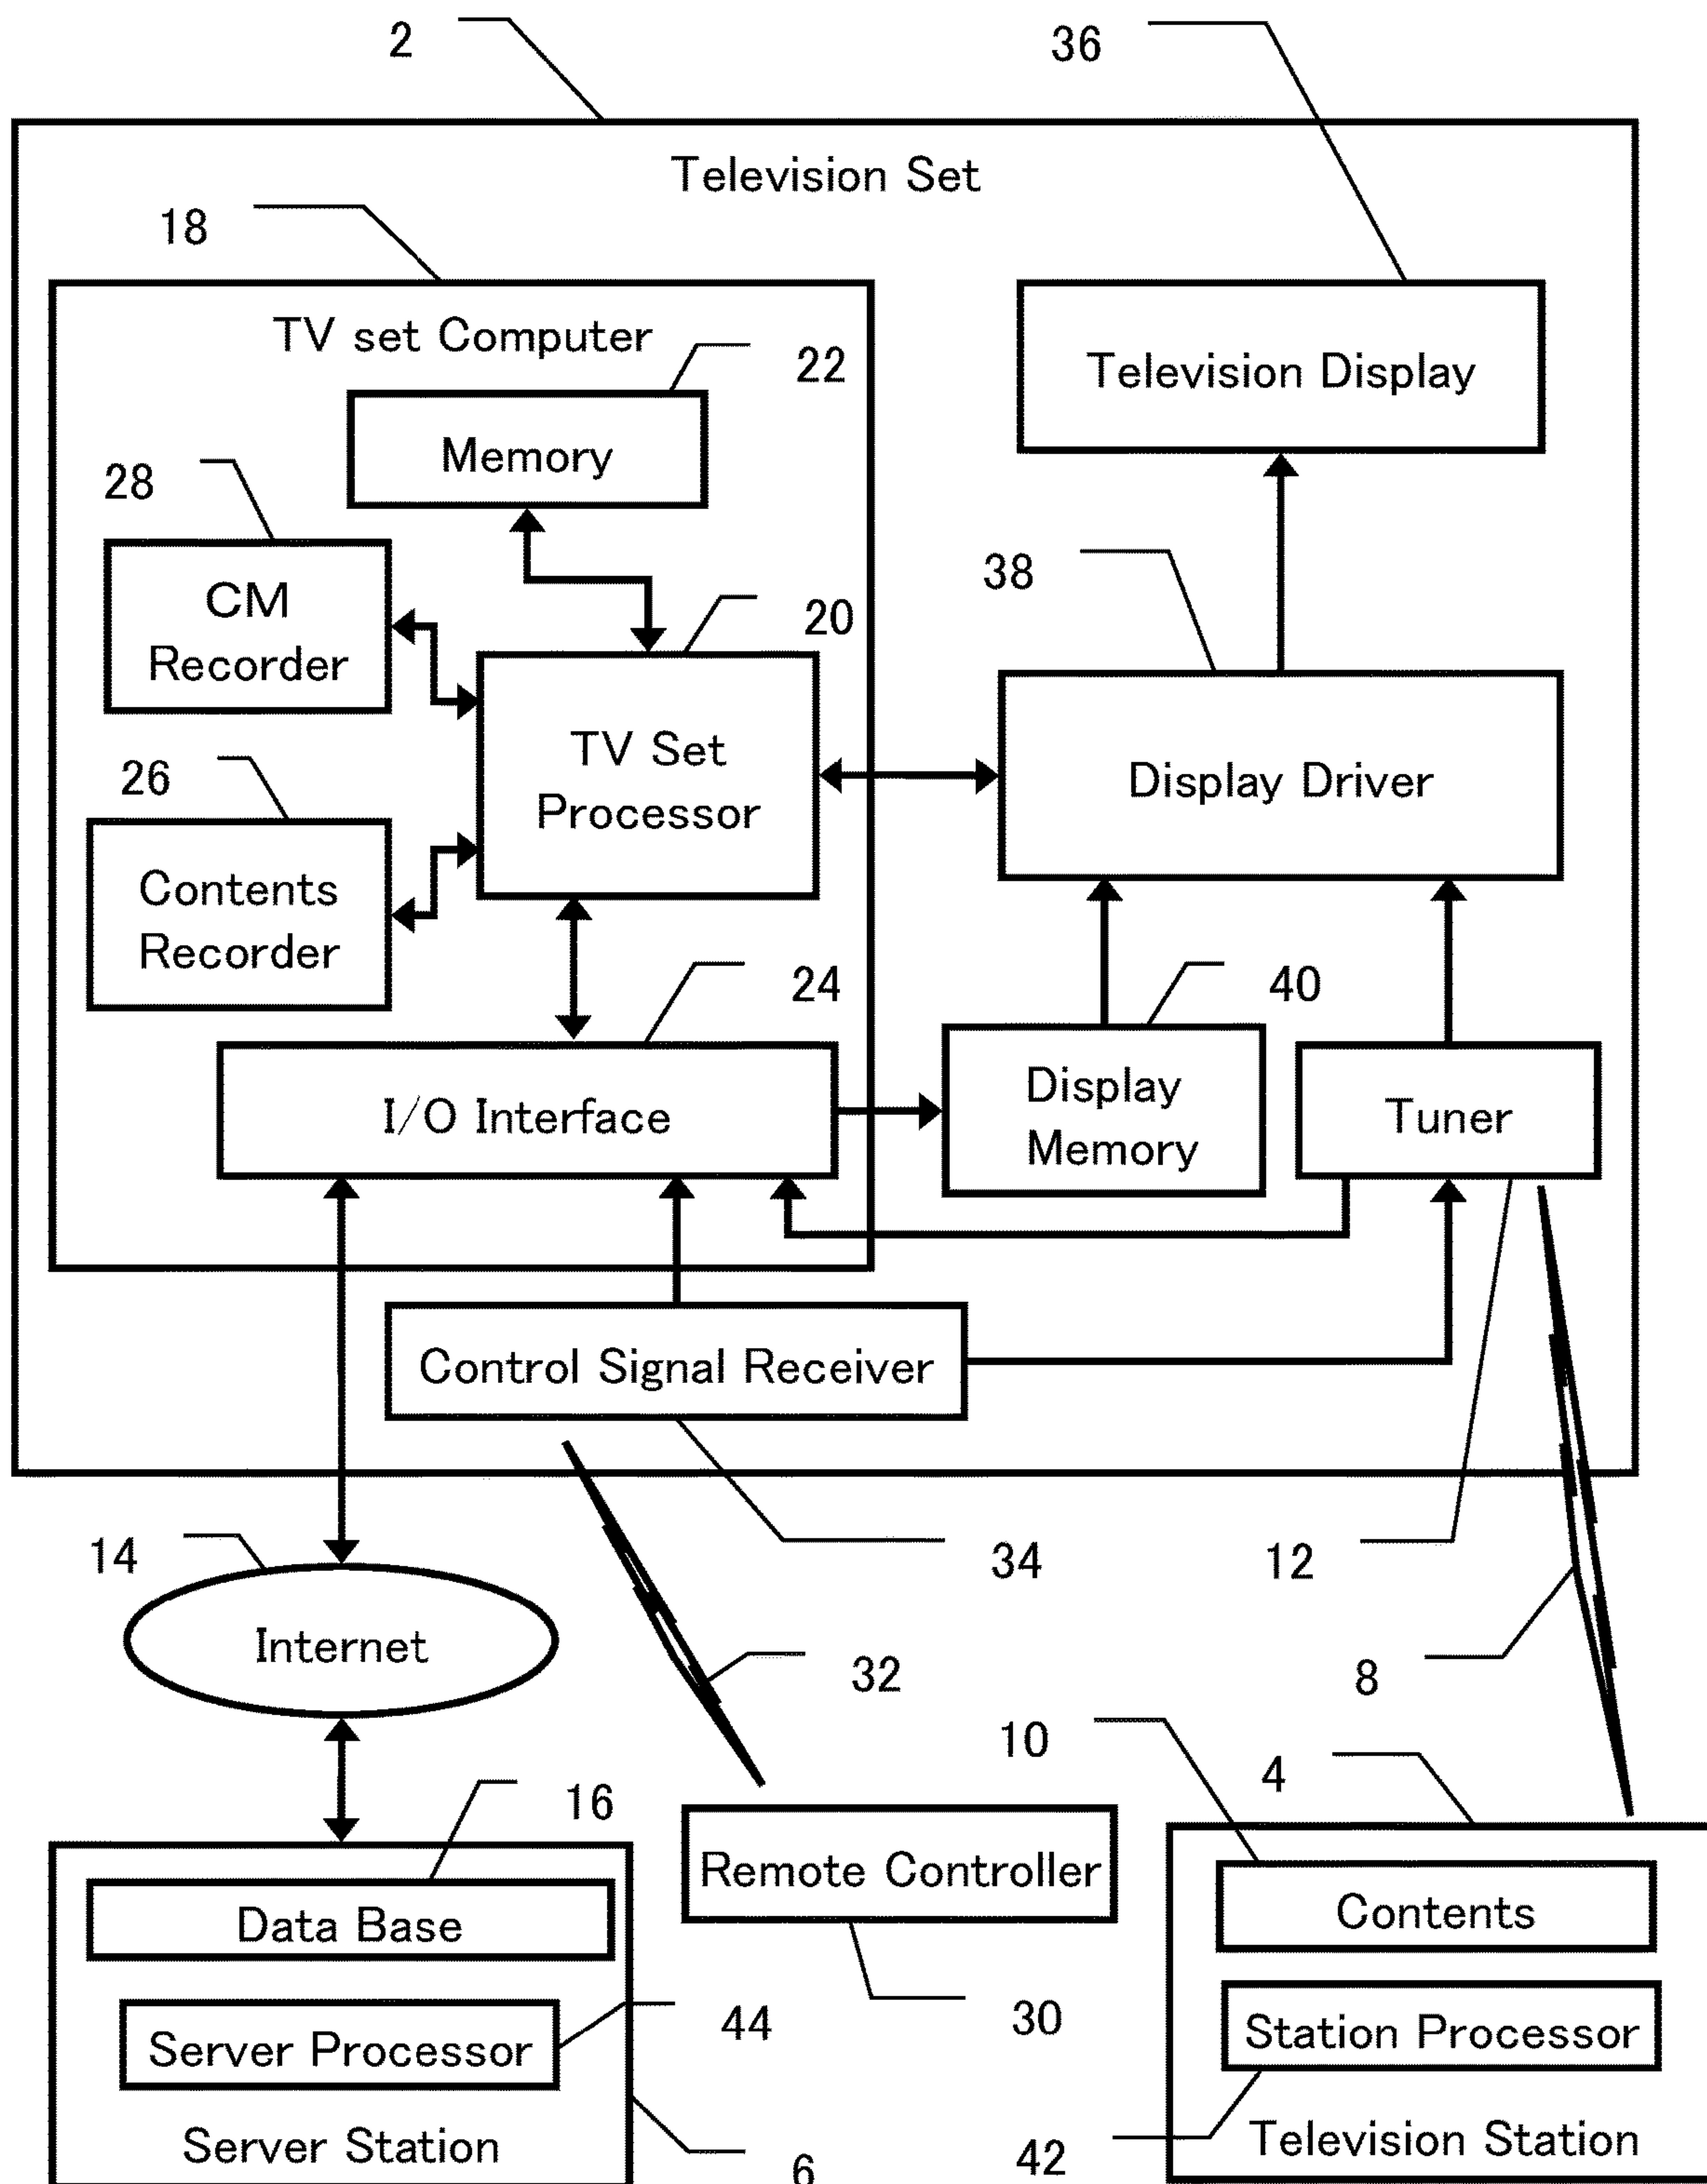 2
36
Television Set
18
TV set Computer
22
Television Display
Memory
28
38
CM
Recorder
20
TV Set
Processor
26
Display Driver
Contents
Recorder
24
40
I/O Interface
Display
Memory
Tuner
Control Signal Receiver
14
34
12
Internet
32
8
10
4
16
Remote Controller
Data Base
Contents
Server Processor
44
30
Station Processor
Server Station
6
42
Television Station